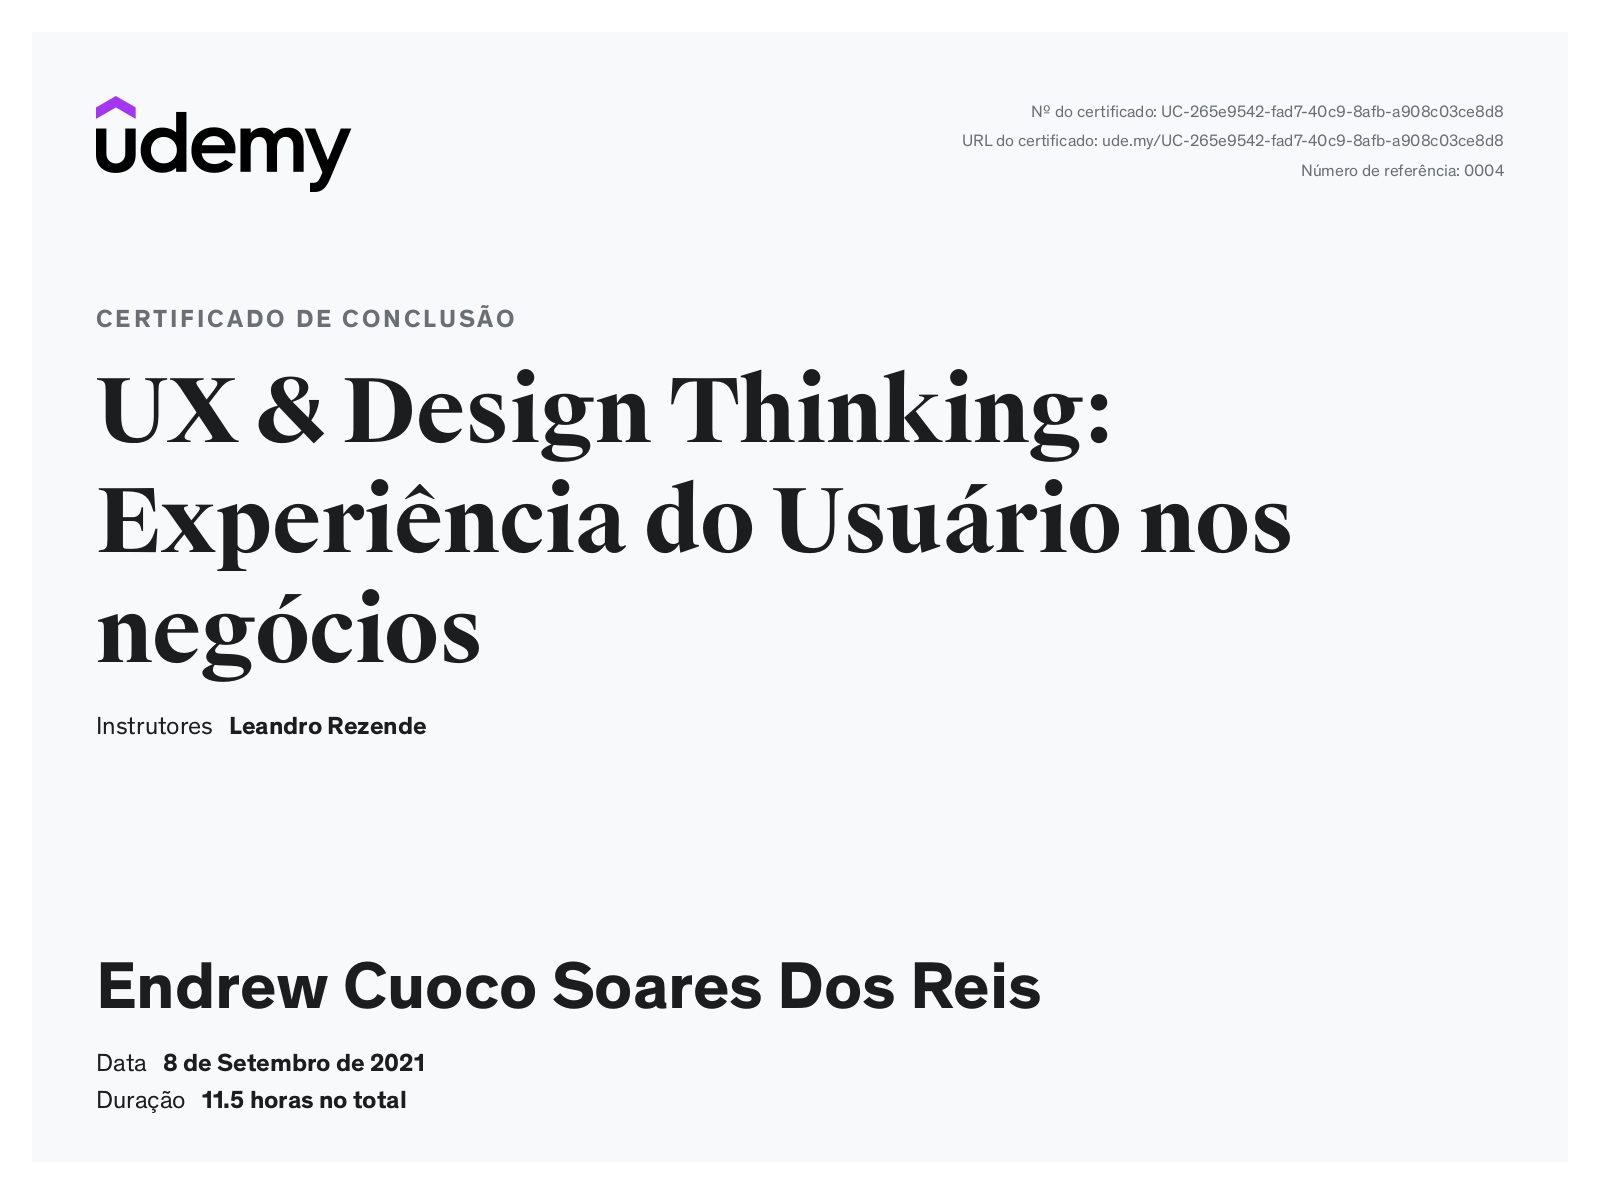 udemy
Nº do certificado: UC-265e9542-fad7-40c9-8afb-a908c03ce8d8
URL do certificado: ude.my/UC-265e9542-fad7-40c9-8afb-a908c03ce8d8
Número de referência: 0004
CERTIFICADO DE CONCLUSÃO
UX & Design Thinking:
Experiência do Usuário nos
negócios
Instrutores Leandro Rezende
Endrew Cuoco Soares Dos Reis
Data 8 de Setembro de 2021
Duração 11.5 horas no total